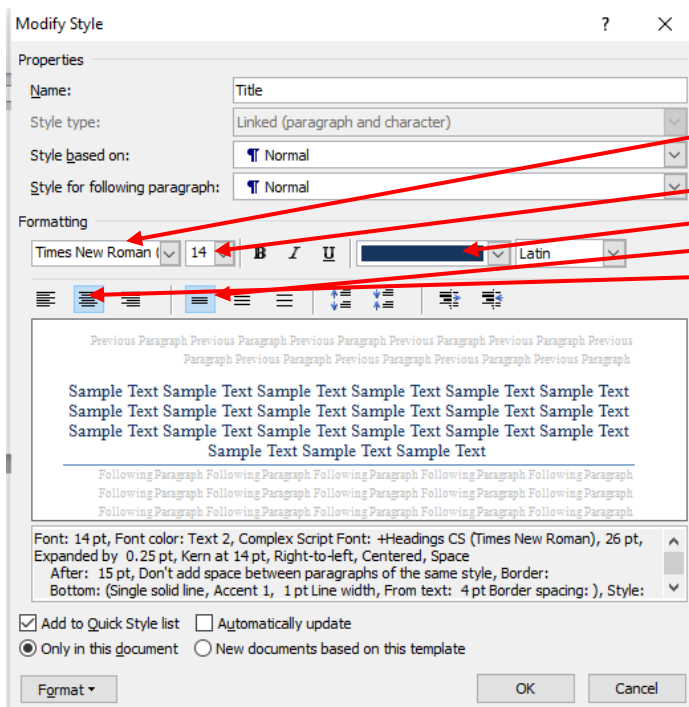 Modify Style ? ×
Properties
Name: Title
Style type: Linked (paragraph and character)
Style based on: ¶ Normal
Style for following paragraph: ¶ Normal
Formatting
Times New Roman ( 14 B I U Latin
Previous Paragraph Previous Paragraph Previous Paragraph Previous Paragraph Previous Paragraph Previous
Paragraph Previous Paragraph Previous Paragraph Previous Paragraph Previous Paragraph
Sample Text Sample Text Sample Text Sample Text Sample Text Sample Text
Sample Text Sample Text Sample Text Sample Text Sample Text Sample Text
Sample Text Sample Text Sample Text Sample Text Sample Text Sample Text
Sample Text Sample Text Sample Text
Following Paragraph Following Paragraph Following Paragraph Following Paragraph Following Paragraph
Following Paragraph Following Paragraph Following Paragraph Following Paragraph Following Paragraph
Following Paragraph Following Paragraph Following Paragraph Following Paragraph Following Paragraph
Font: 14 pt, Font color: Text 2, Complex Script Font: +Headings CS (Times New Roman), 26 pt,
Expanded by 0.25 pt, Kern at 14 pt, Right-to-left, Centered, Space
After: 15 pt, Don't add space between paragraphs of the same style, Border:
Bottom: (Single solid line, Accent 1, 1 pt Line width, From text: 4 pt Border spacing: ), Style:
Add to Quick Style list Automatically update
Only in this document New documents based on this template
Format OK Cancel